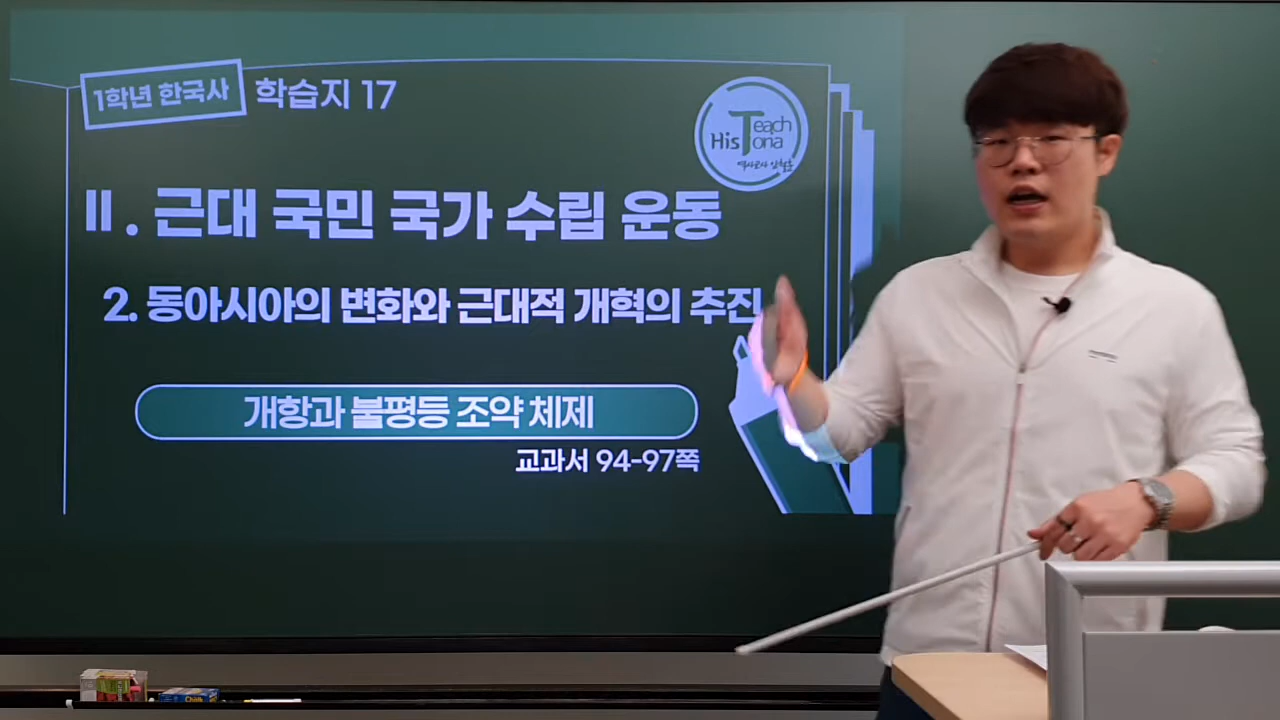 1학년 한국사 학습지 17
Teach
HisTona
Ⅱ. 근대 국민 국가 수립 운동
2. 동아시아의 변화와 근대적 개혁의 추진
개항과 불평등 조약 체제
교과서 94-97쪽